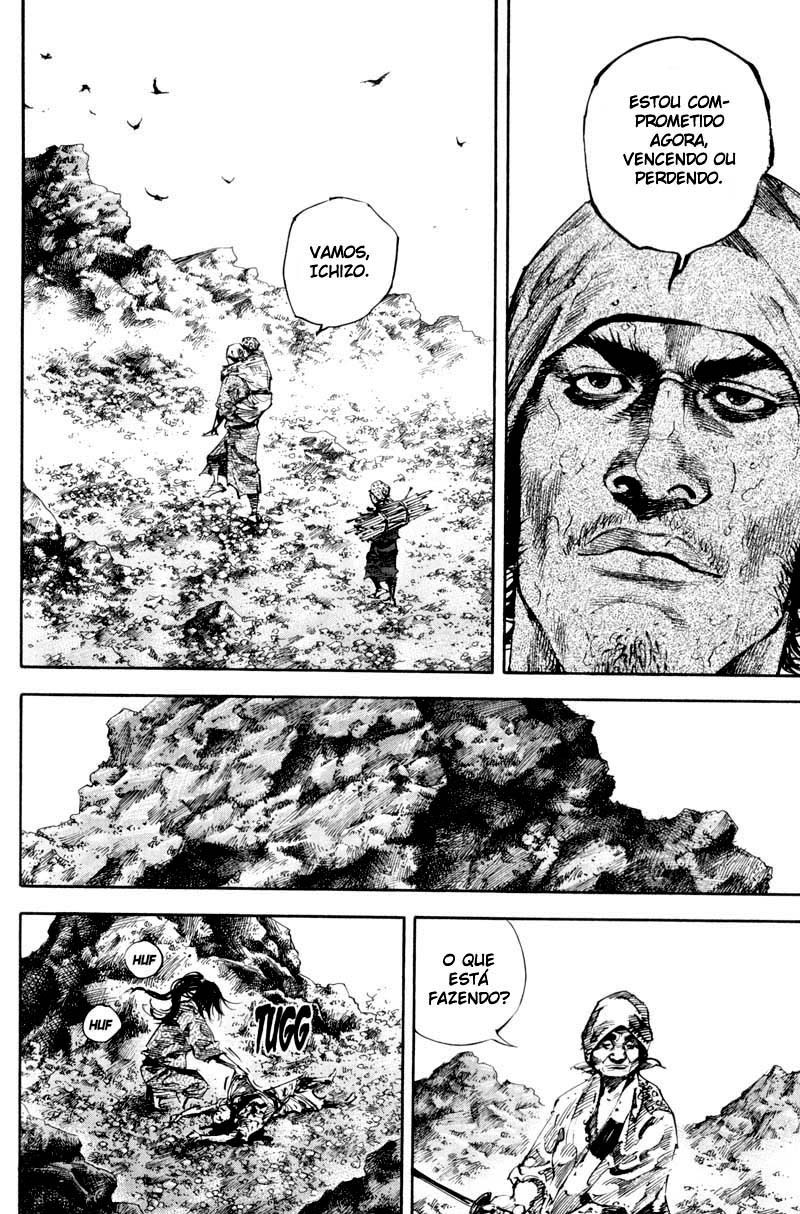 ESTOU COM-
PROMETIDO
AGORA,
VENCENDO OU
PERDENDO.
VAMOS,
ICHIZO.
HUF
HUF
TUGG
O QUE
ESTÁ
FAZENDO?